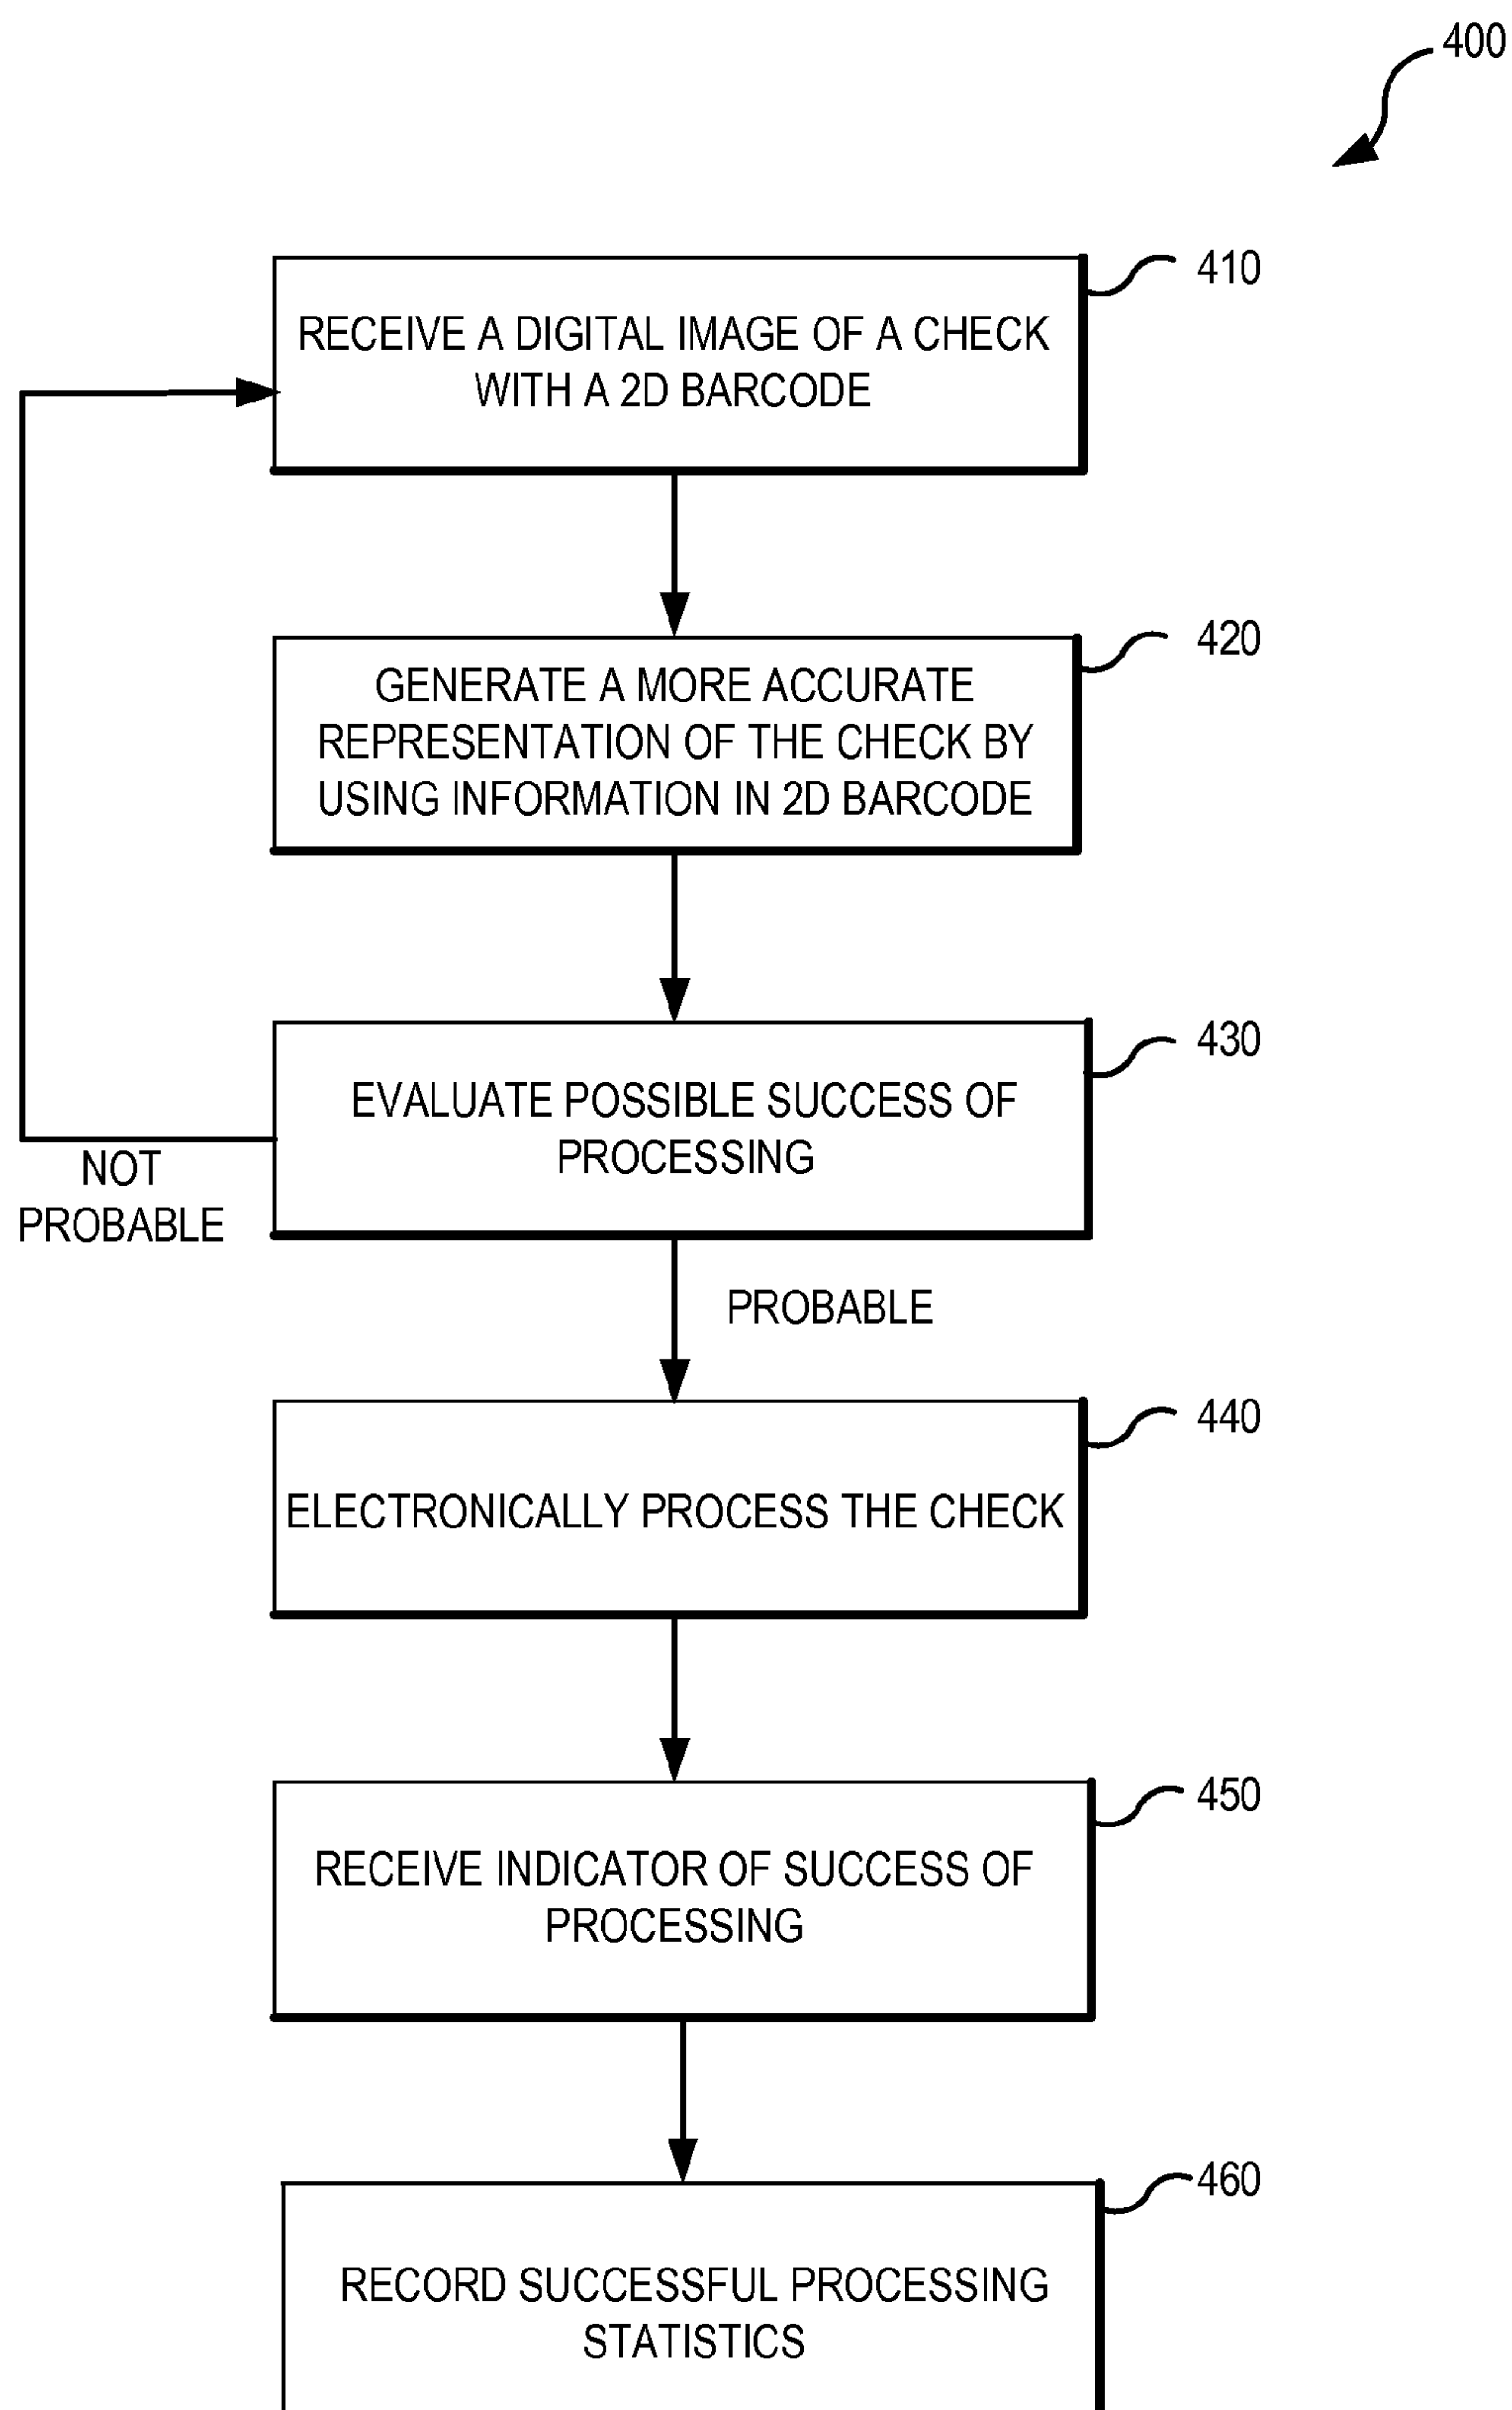 400
410
RECEIVE A DIGITAL IMAGE OF A CHECK
WITH A 2D BARCODE
420
GENERATE A MORE ACCURATE
REPRESENTATION OF THE CHECK BY
USING INFORMATION IN 2D BARCODE
430
EVALUATE POSSIBLE SUCCESS OF
PROCESSING
NOT
PROBABLE
PROBABLE
440
ELECTRONICALLY PROCESS THE CHECK
450
RECEIVE INDICATOR OF SUCCESS OF
PROCESSING
460
RECORD SUCCESSFUL PROCESSING
STATISTICS